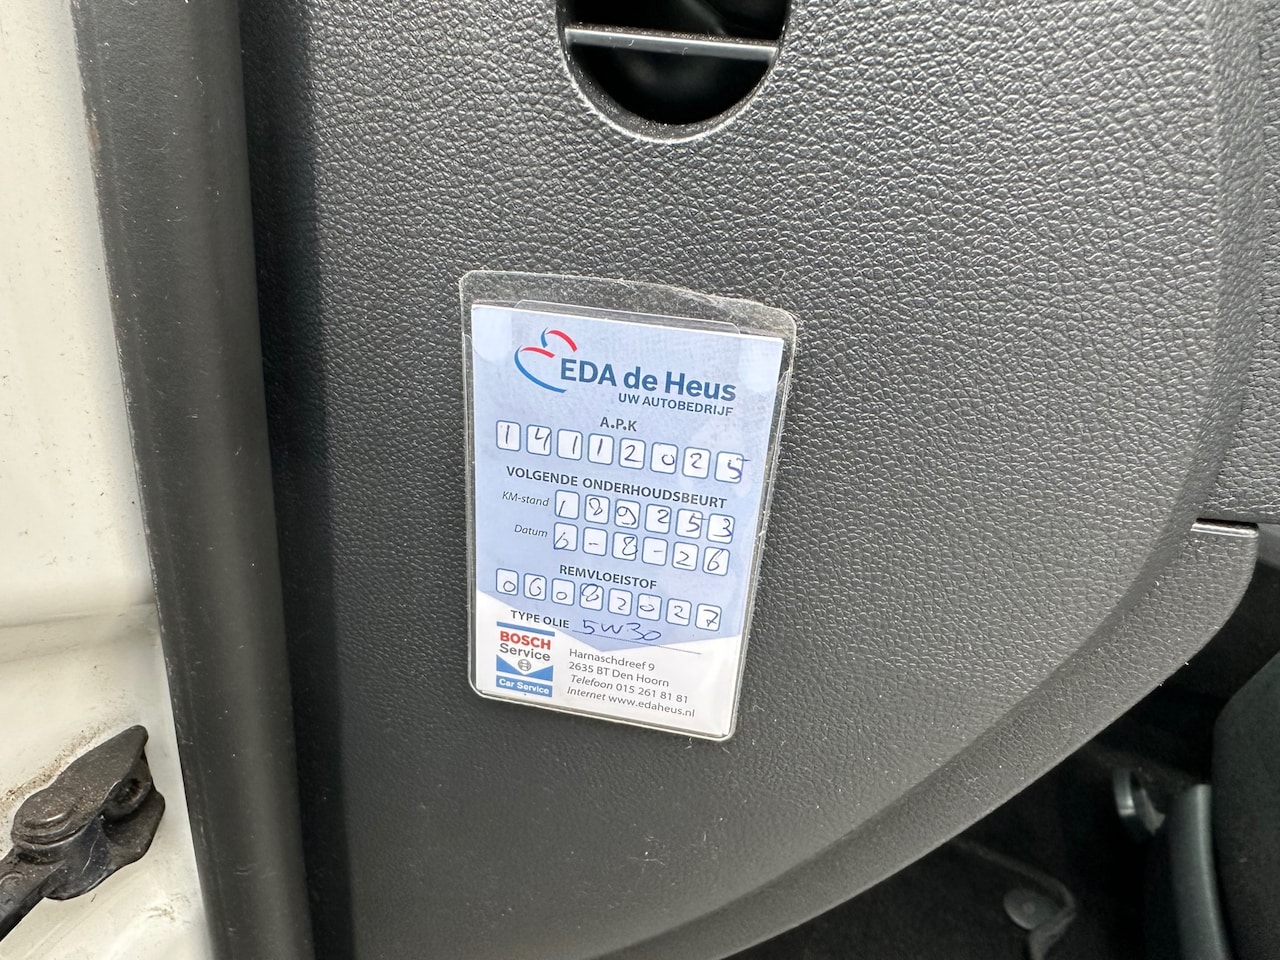 EDA de Heus
UW AUTOBEDRIJF
A.P.K
14112025
VOLGENDE ONDERHOUDSBEURT
KM-stand 189253
Datum 6-8-26
REMVLOEISTOF
06082027
TYPE OLIE 5W30
BOSCH
Service
Car Service
Harnaschdreef 9
2635 BT Den Hoorn
Telefoon 015 261 81 81
Internet www.edaheus.nl